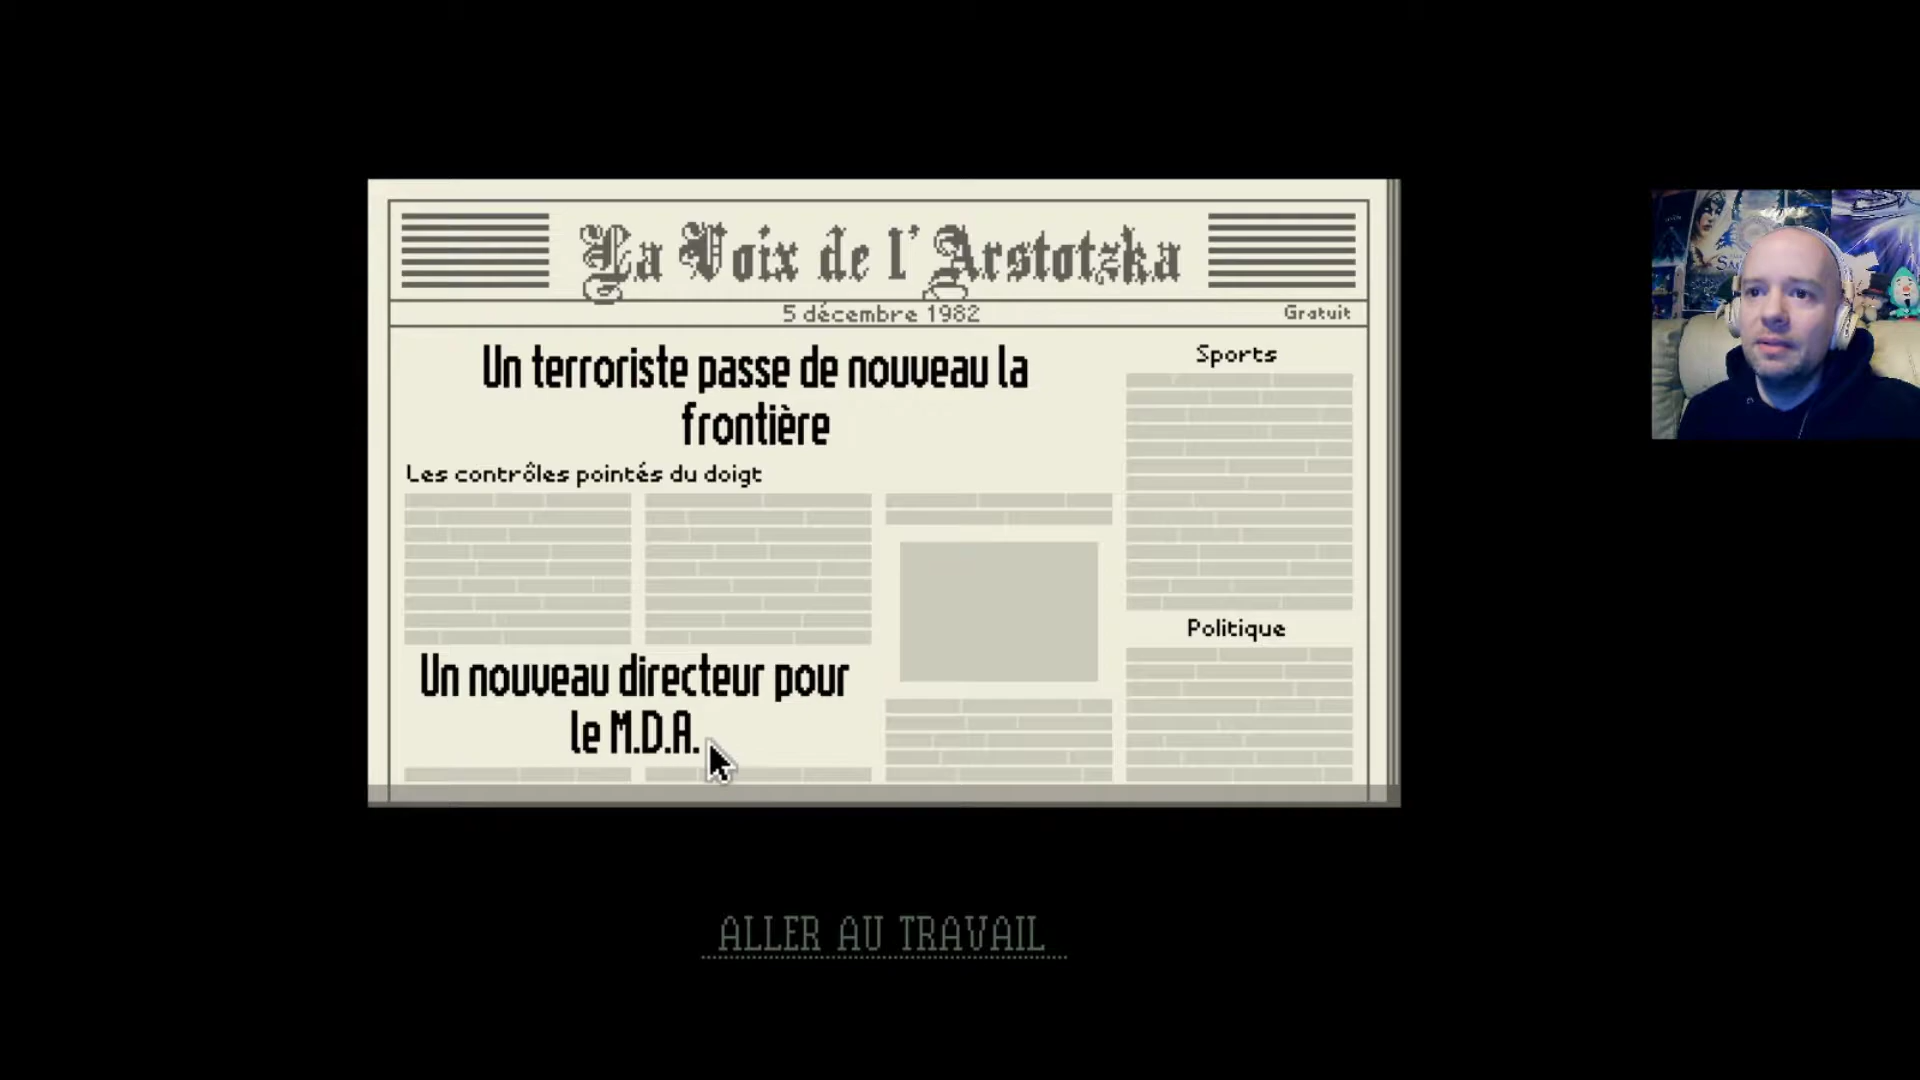 La Voix de l'Arstotzka
5 décembre 1982
Gratuit
Un terroriste passe de nouveau la
frontière
Les contrôles pointés du doigt
Sports
Politique
Un nouveau directeur pour
le M.D.A.
ALLER AU TRAVAIL